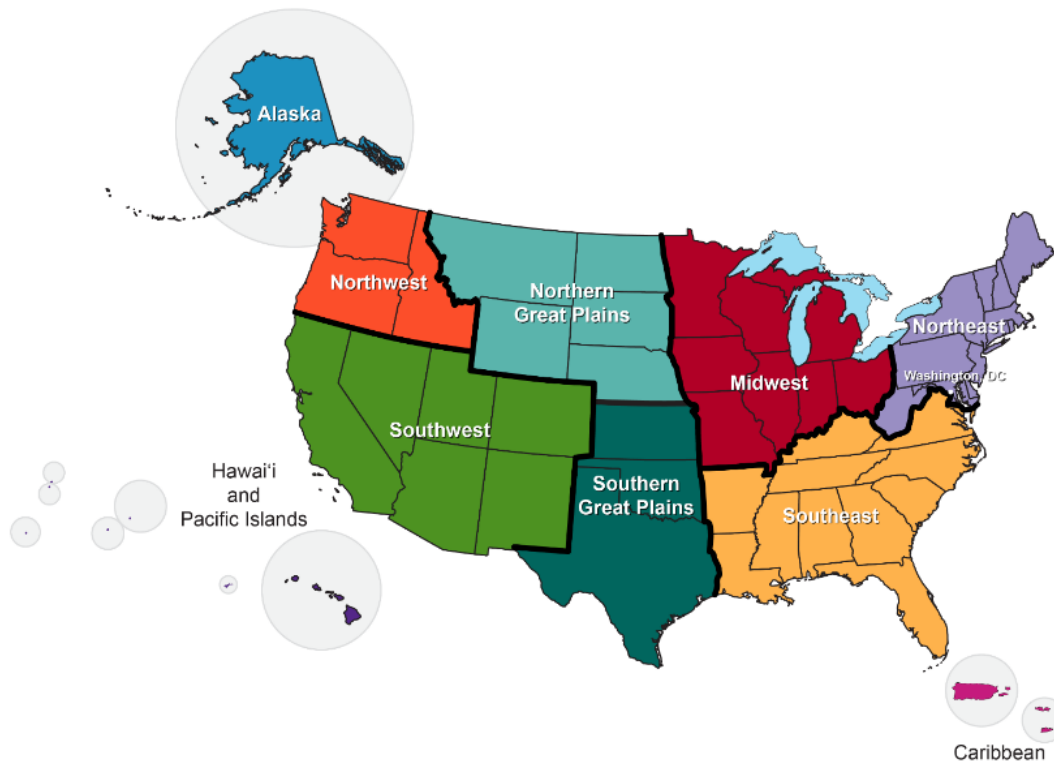 Alaska
Northwest
Northern
Great Plains
Northeast
Washington, DC
Midwest
Southwest
Hawaiʻi
and
Pacific Islands
Southern
Great Plains
Southeast
Caribbean